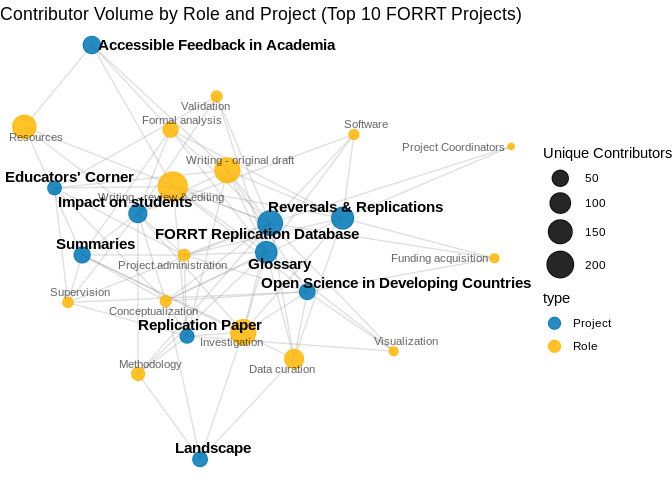 Contributor Volume by Role and Project (Top 10 FORRT Projects)
Accessible Feedback in Academia
Validation
Formal analysis
Software
Resources
Project Coordinators
Writing - original draft
Educators' Corner
Writing - review & editing
Impact on students
Reversals & Replications
FORRT Replication Database
Summaries
Funding acquisition
Project administration
Glossary
Open Science in Developing Countries
Supervision
Conceptualization
Replication Paper
Investigation
Visualization
Methodology
Data curation
Landscape
Unique Contributors
50
100
150
200
type
Project
Role